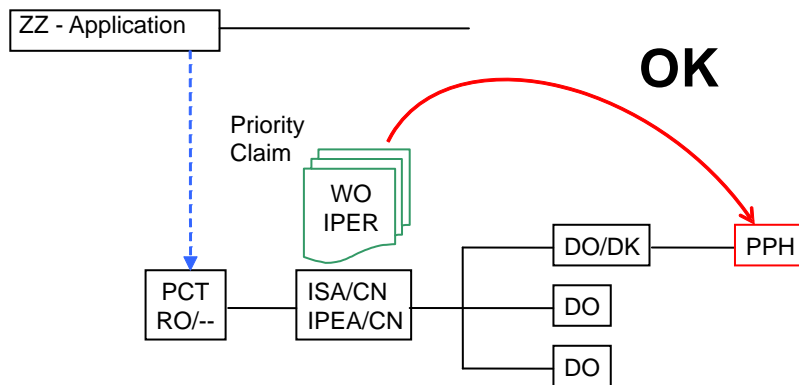 ZZ - Application
OK
Priority
Claim
WO
IPER
DO/DK
PPH
PCT
RO/--
ISA/CN
IPEA/CN
DO
DO